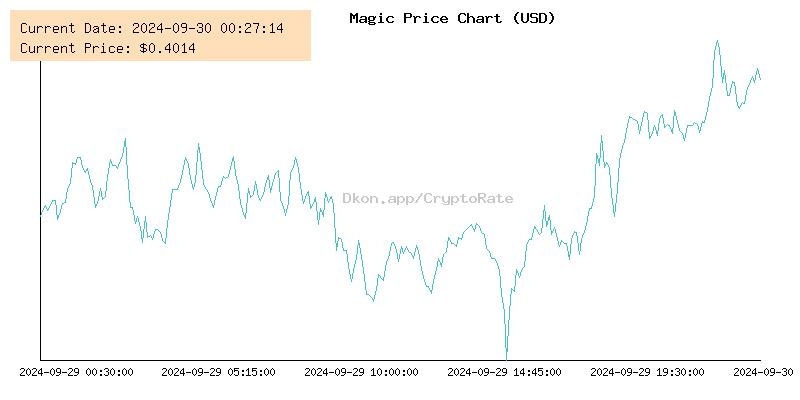 Magic Price Chart (USD)
Current Date: 2024-09-30 00:27:14
Current Price: $0.4014
Dkon.app/CryptoRate
2024-09-29 00:30:00 2024-09-29 05:15:00 2024-09-29 10:00:00 2024-09-29 14:45:00 2024-09-29 19:30:00 2024-09-30